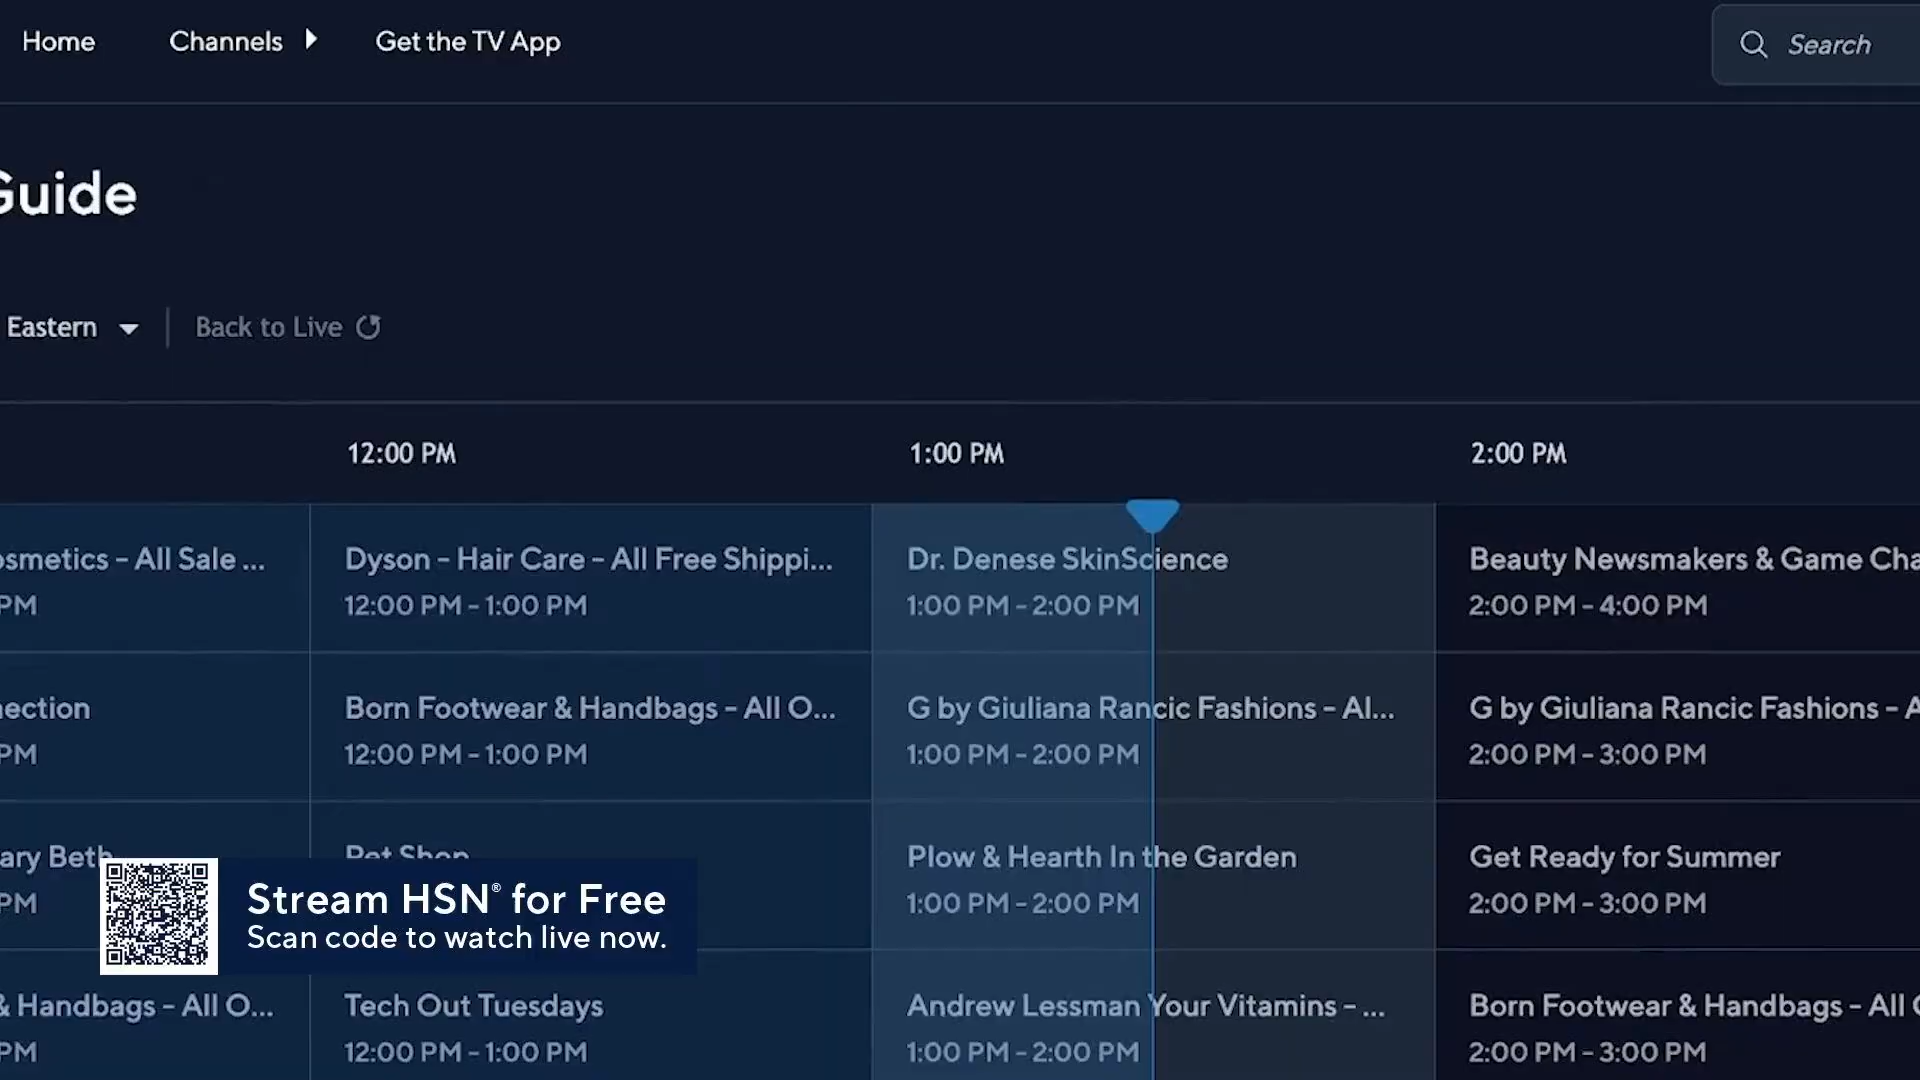 Home Channels Get the TV App Search
Guide
Eastern Back to Live
12:00 PM 1:00 PM 2:00 PM
osmetics – All Sale ... Dyson – Hair Care – All Free Shippi... Dr. Denese SkinScience Beauty Newsmakers & Game Cha
PM 12:00 PM – 1:00 PM 1:00 PM – 2:00 PM 2:00 PM – 4:00 PM
nection Born Footwear & Handbags – All O... G by Giuliana Rancic Fashions – Al... G by Giuliana Rancic Fashions – A
PM 12:00 PM – 1:00 PM 1:00 PM – 2:00 PM 2:00 PM – 3:00 PM
ary Beth Pet Shop Plow & Hearth In the Garden Get Ready for Summer
PM 1:00 PM – 2:00 PM 2:00 PM – 3:00 PM
Stream HSN® for Free
Scan code to watch live now.
& Handbags – All O... Tech Out Tuesdays Andrew Lessman Your Vitamins – ... Born Footwear & Handbags – All O
PM 12:00 PM – 1:00 PM 1:00 PM – 2:00 PM 2:00 PM – 3:00 PM